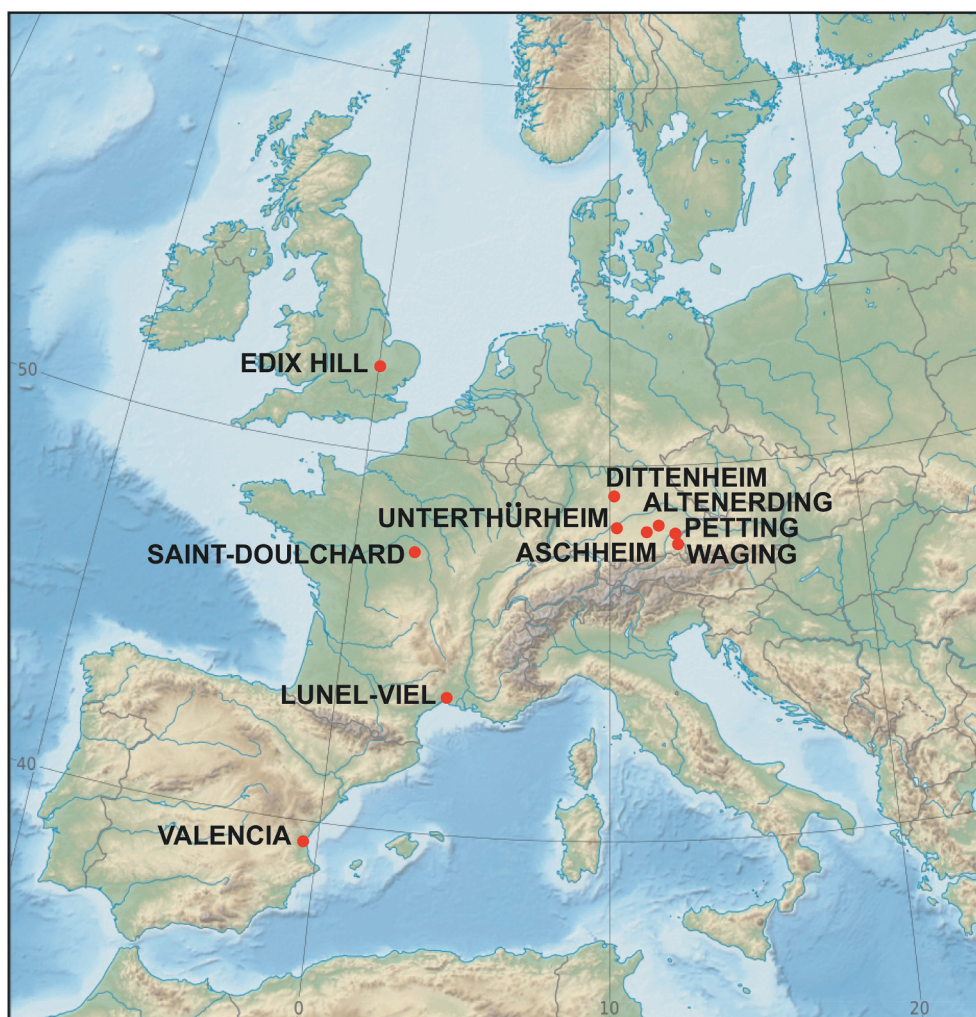 50
EDIX HILL
DITTENHEIM
ALTENERDING
UNTERTHÜRHEIM
PETTING
SAINT-DOULCHARD
ASCHHEIM
WAGING
LUNEL-VIEL
40
VALENCIA
0
10
20